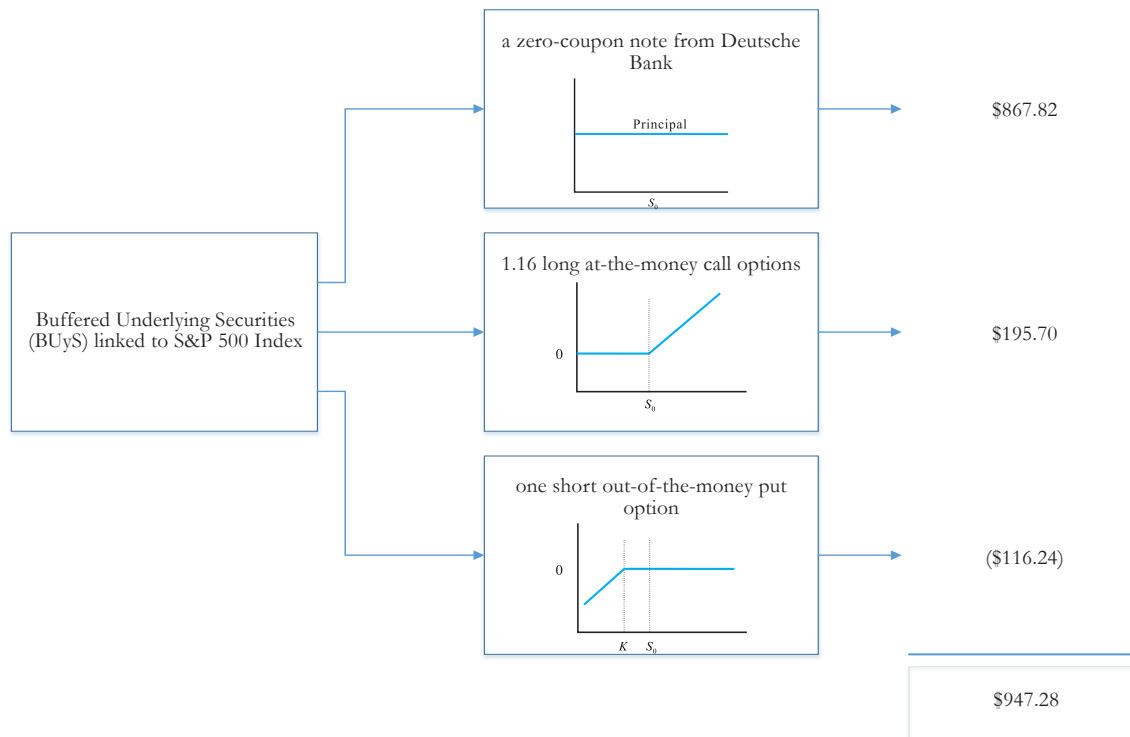 a zero-coupon note from Deutsche
Bank
Principal
S₀
$867.82
Buffered Underlying Securities
(BUyS) linked to S&P 500 Index
1.16 long at-the-money call options
0
S₀
$195.70
one short out-of-the-money put
option
0
K S₀
($116.24)
$947.28